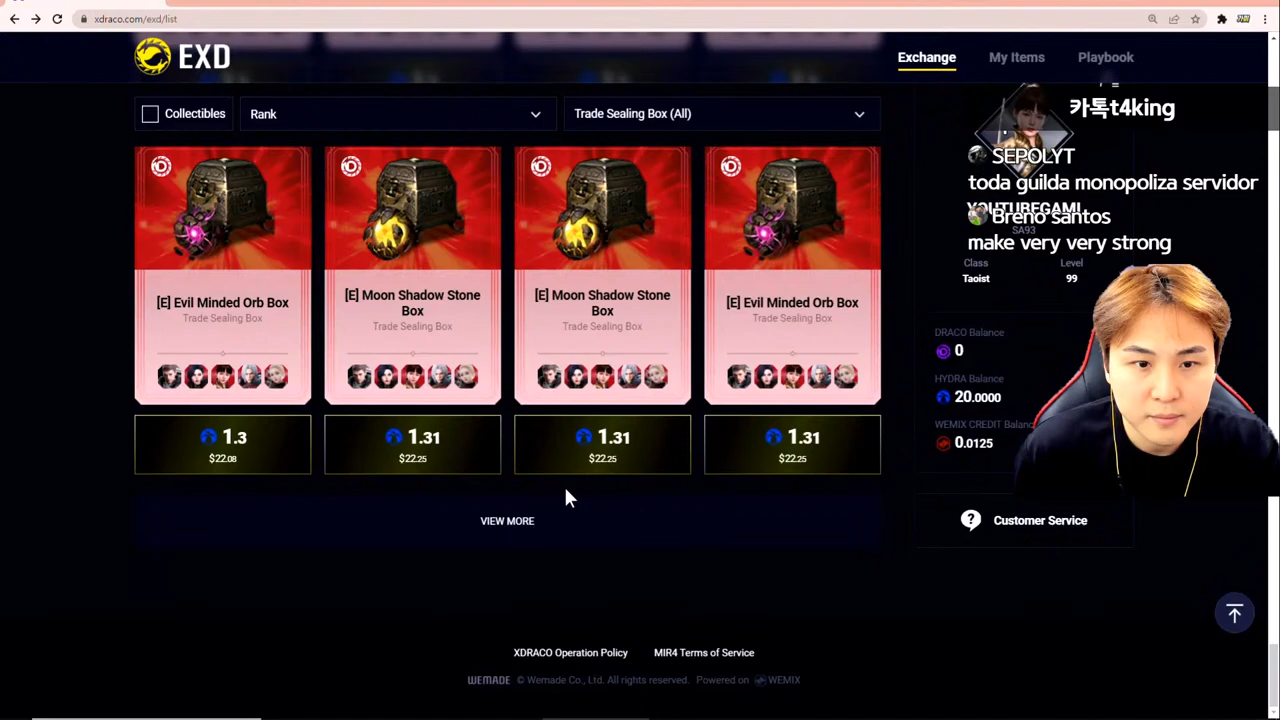 xdraco.com/exd/list
EXD
Exchange
My Items
Playbook
Collectibles
Rank
Trade Sealing Box (All)
카톡t4king
SEPOLYT
toda guilda monopoliza servidor
YOUTUBEGAMI
Breno santos
SA93
make very very strong
Class
Level
Taoist
99
[E] Evil Minded Orb Box
Trade Sealing Box
[E] Moon Shadow Stone
Box
Trade Sealing Box
[E] Moon Shadow Stone
Box
Trade Sealing Box
[E] Evil Minded Orb Box
Trade Sealing Box
1.3
$22.08
1.31
$22.25
1.31
$22.25
1.31
$22.25
DRACO Balance
0
HYDRA Balance
20.0000
WEMIX CREDIT Balanc
0.0125
VIEW MORE
Customer Service
XDRACO Operation Policy
MIR4 Terms of Service
WEMADE © Wemade Co., Ltd. All rights reserved. Powered on WEMIX